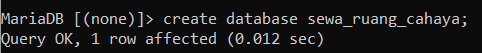 MariaDB [(none)]> create database sewa_ruang_cahaya;
Query OK, 1 row affected (0.012 sec)